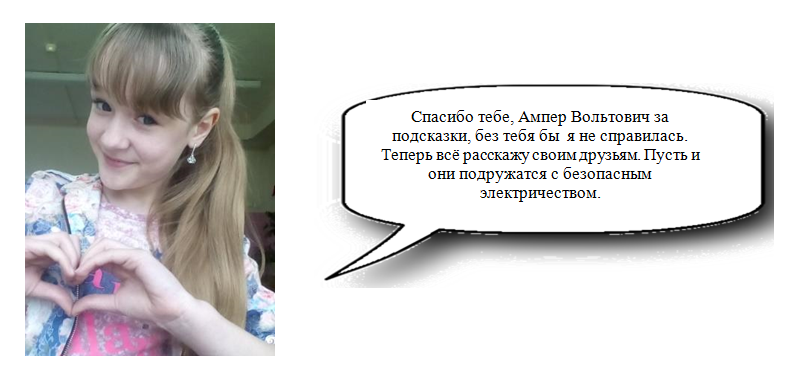 Спасибо тебе, Ампер Вольтович за
подсказки, без тебя бы я не справилась.
Теперь всё расскажу своим друзьям. Пусть и
они подружатся с безопасным
электричеством.